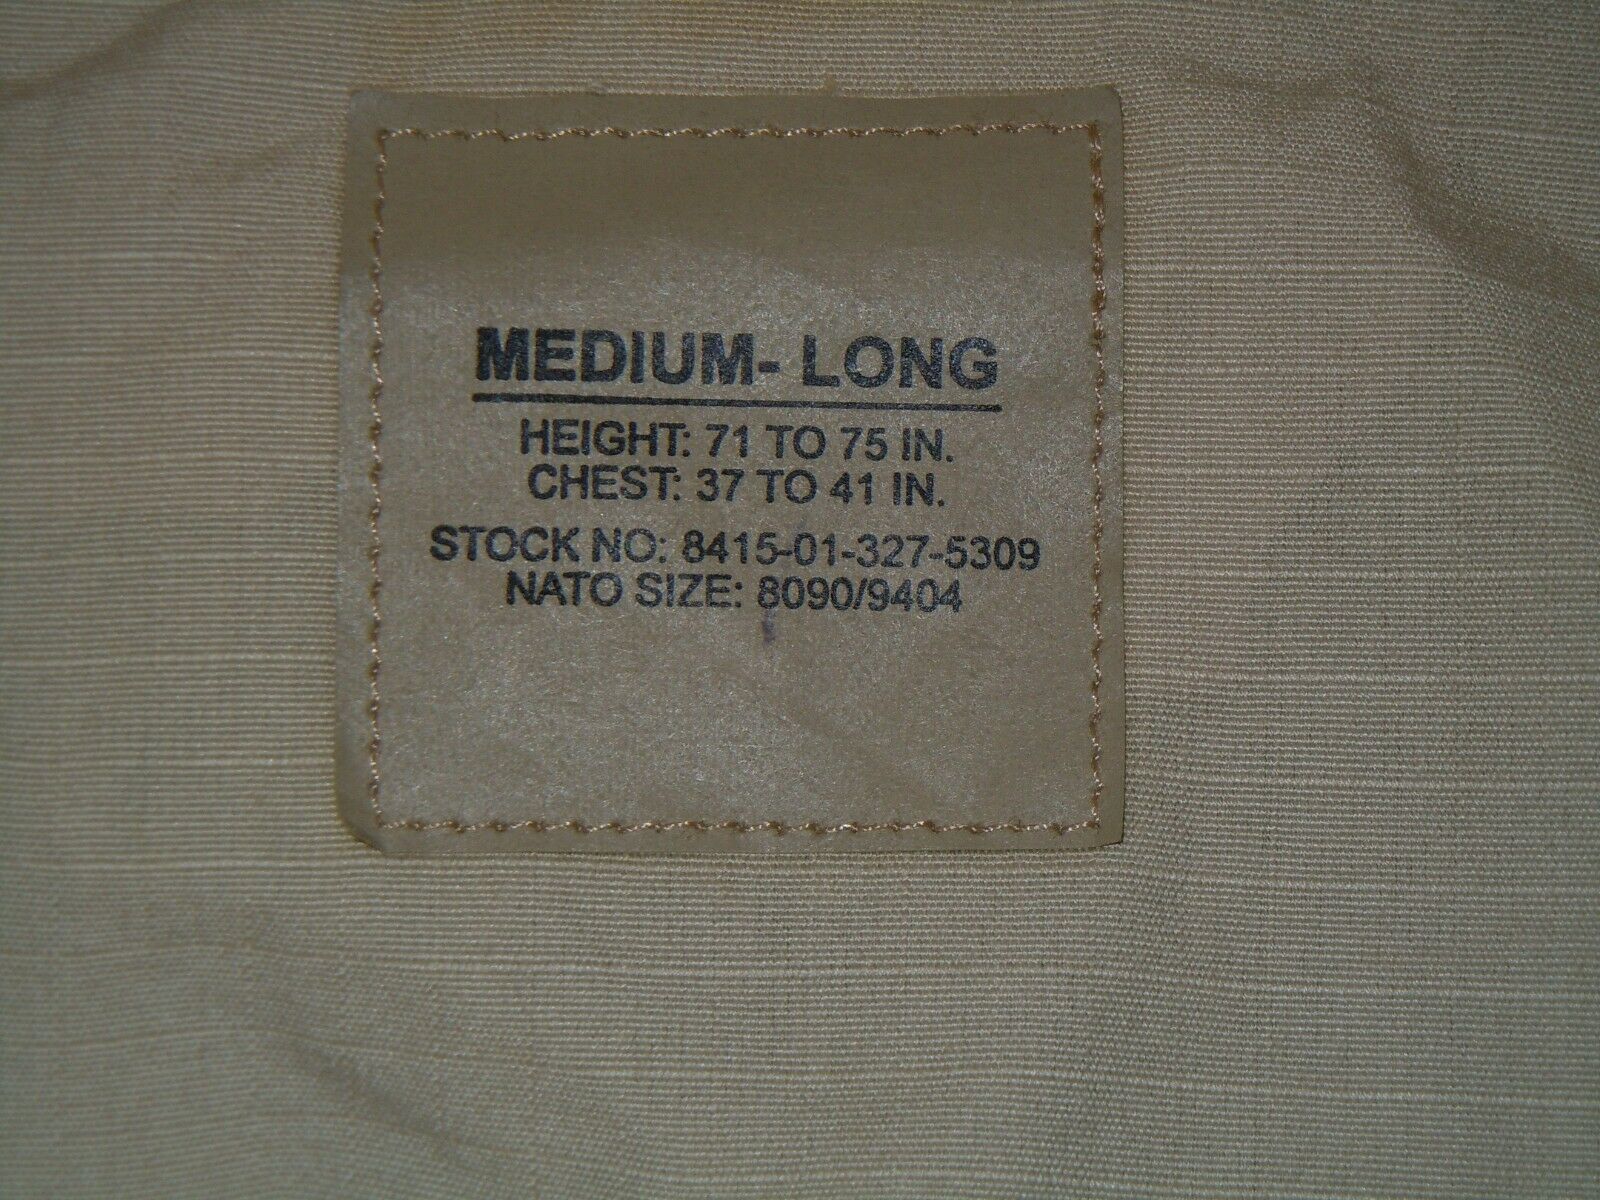 MEDIUM- LONG
HEIGHT: 71 TO 75 IN.
CHEST: 37 TO 41 IN.
STOCK NO: 8415-01-327-5309
NATO SIZE: 8090/9404